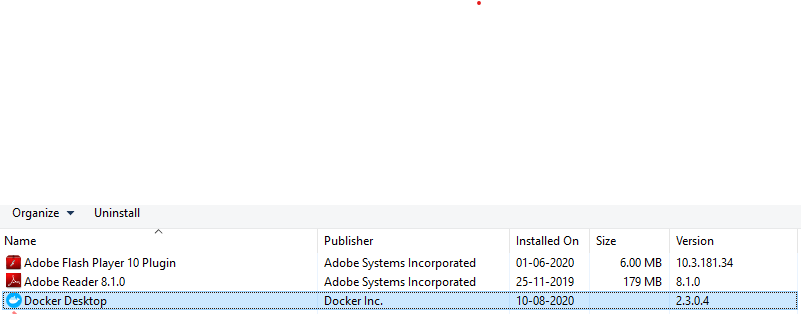 Organize Uninstall
Name Publisher Installed On Size Version
Adobe Flash Player 10 Plugin Adobe Systems Incorporated 01-06-2020 6.00 MB 10.3.181.34
Adobe Reader 8.1.0 Adobe Systems Incorporated 25-11-2019 179 MB 8.1.0
Docker Desktop Docker Inc. 10-08-2020 2.3.0.4